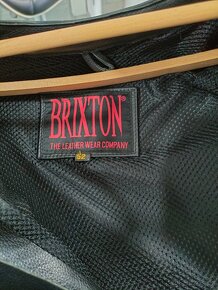 BRIXTON®
THE LEATHER WEAR COMPANY
52